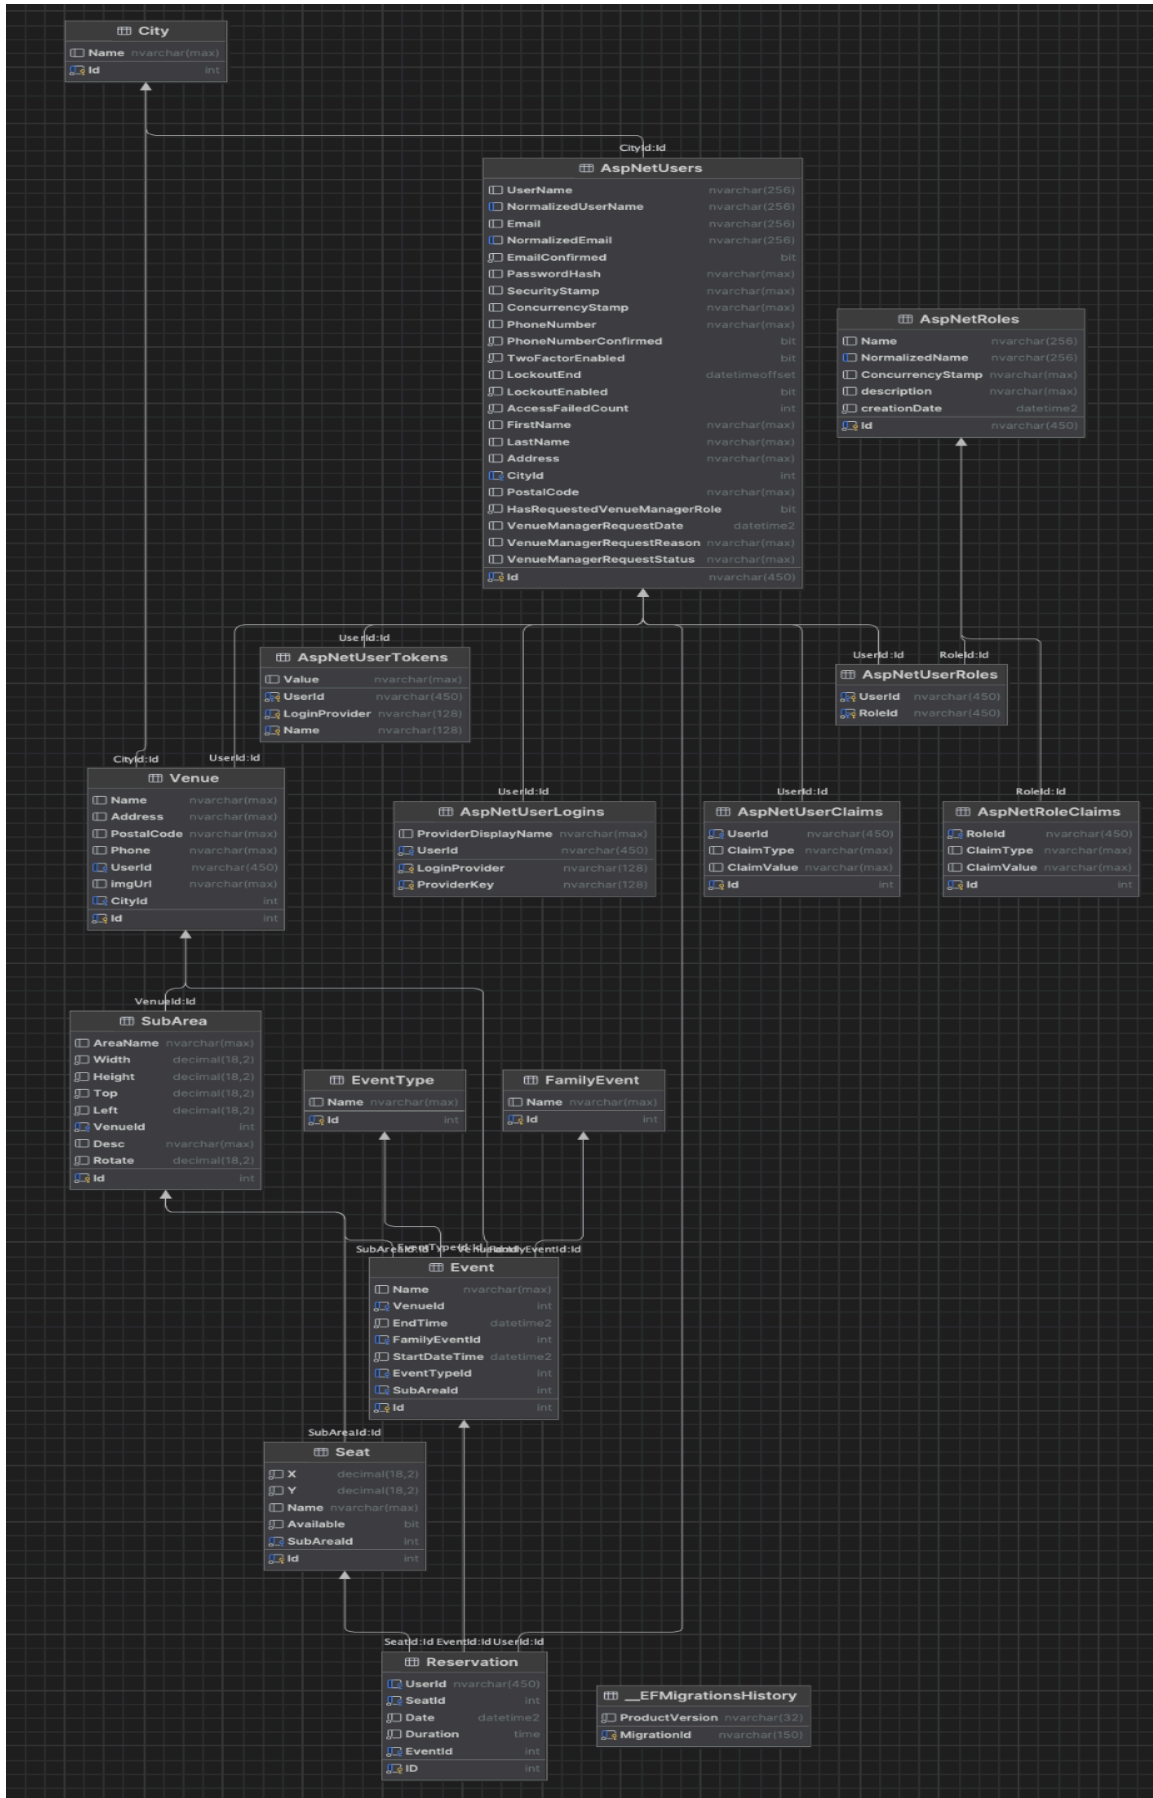 City
Name nvarchar(max)
Id int
CityId:Id
AspNetUsers
UserName nvarchar(256)
NormalizedUserName nvarchar(256)
Email nvarchar(256)
NormalizedEmail nvarchar(256)
EmailConfirmed bit
PasswordHash nvarchar(max)
SecurityStamp nvarchar(max)
ConcurrencyStamp nvarchar(max)
PhoneNumber nvarchar(max)
PhoneNumberConfirmed bit
TwoFactorEnabled bit
LockoutEnd datetimeoffset
LockoutEnabled bit
AccessFailedCount int
FirstName nvarchar(max)
LastName nvarchar(max)
Address nvarchar(max)
CityId int
PostalCode nvarchar(max)
HasRequestedVenueManagerRole bit
VenueManagerRequestDate datetime2
VenueManagerRequestReason nvarchar(max)
VenueManagerRequestStatus nvarchar(max)
Id nvarchar(450)
AspNetRoles
Name nvarchar(256)
NormalizedName nvarchar(256)
ConcurrencyStamp nvarchar(max)
description nvarchar(max)
creationDate datetime2
Id nvarchar(450)
UserId:Id
AspNetUserTokens
Value nvarchar(max)
UserId nvarchar(450)
LoginProvider nvarchar(128)
Name nvarchar(128)
UserId:Id RoleId:Id
AspNetUserRoles
UserId nvarchar(450)
RoleId nvarchar(450)
CityId:Id UserId:Id
Venue
Name nvarchar(max)
Address nvarchar(max)
PostalCode nvarchar(max)
Phone nvarchar(max)
UserId nvarchar(450)
imgUrl nvarchar(max)
CityId int
Id int
UserId:Id
AspNetUserLogins
ProviderDisplayName nvarchar(max)
UserId nvarchar(450)
LoginProvider nvarchar(128)
ProviderKey nvarchar(128)
UserId:Id
AspNetUserClaims
UserId nvarchar(450)
ClaimType nvarchar(max)
ClaimValue nvarchar(max)
Id int
RoleId:Id
AspNetRoleClaims
RoleId nvarchar(450)
ClaimType nvarchar(max)
ClaimValue nvarchar(max)
Id int
VenueId:Id
SubArea
AreaName nvarchar(max)
Width decimal(18,2)
Height decimal(18,2)
Top decimal(18,2)
Left decimal(18,2)
VenueId int
Desc nvarchar(max)
Rotate decimal(18,2)
Id int
EventType
Name nvarchar(max)
Id int
FamilyEvent
Name nvarchar(max)
Id int
SubAreaId:Id EventTypeId:Id VenueId:Id FamilyEventId:Id
Event
Name nvarchar(max)
VenueId int
EndTime datetime2
FamilyEventId int
StartDateTime datetime2
EventTypeId int
SubAreaId int
Id int
SubAreaId:Id
Seat
X decimal(18,2)
Y decimal(18,2)
Name nvarchar(max)
Available bit
SubAreaId int
Id int
SeatId:Id EventId:Id UserId:Id
Reservation
UserId nvarchar(450)
SeatId int
Date datetime2
Duration time
EventId int
ID int
__EFMigrationsHistory
ProductVersion nvarchar(32)
MigrationId nvarchar(150)